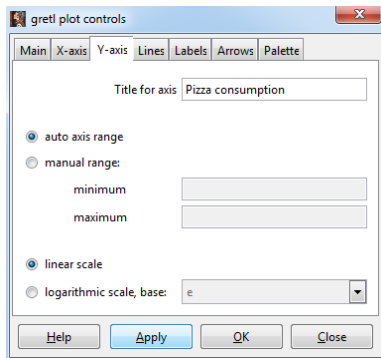 gretl plot controls
Main X-axis Y-axis Lines Labels Arrows Palette
Title for axis Pizza consumption
auto axis range
manual range:
minimum
maximum
linear scale
logarithmic scale, base: e
Help Apply OK Close